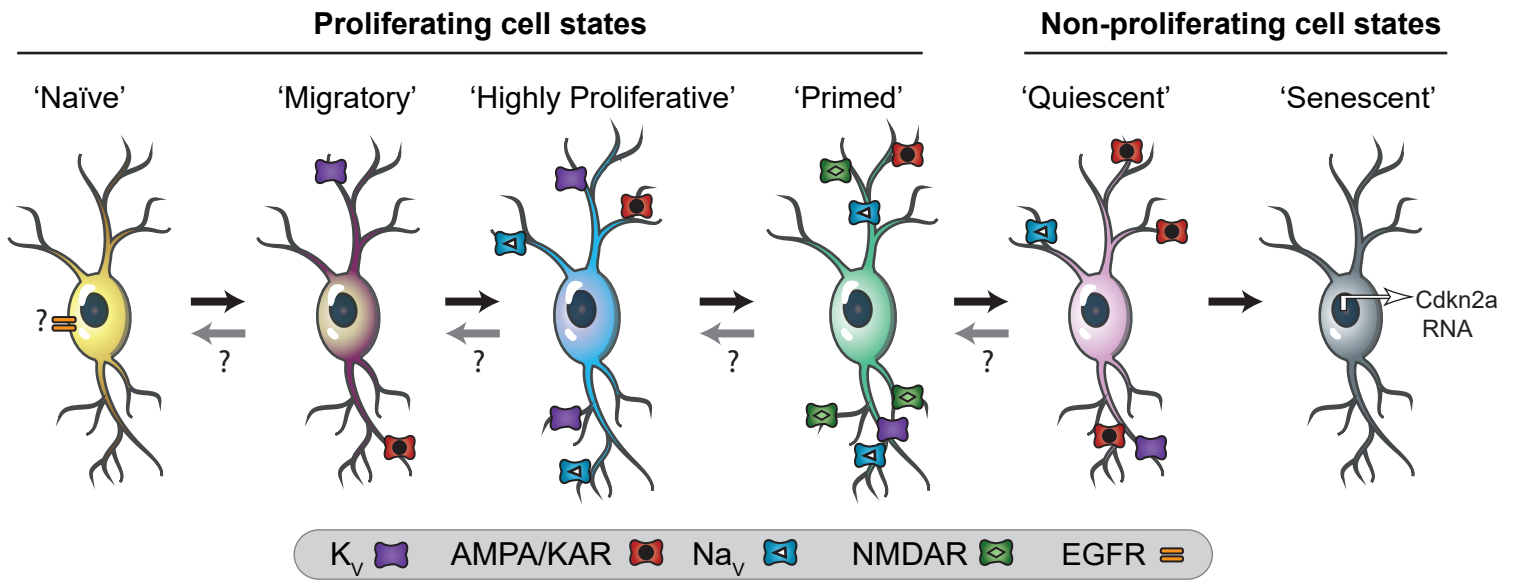 Proliferating cell states
Non-proliferating cell states
‘Naïve’
‘Migratory’
‘Highly Proliferative’
‘Primed’
‘Quiescent’
‘Senescent’
?
?
?
?
?
Cdkn2a
RNA
Kv
AMPA/KAR
Nav
NMDAR
EGFR